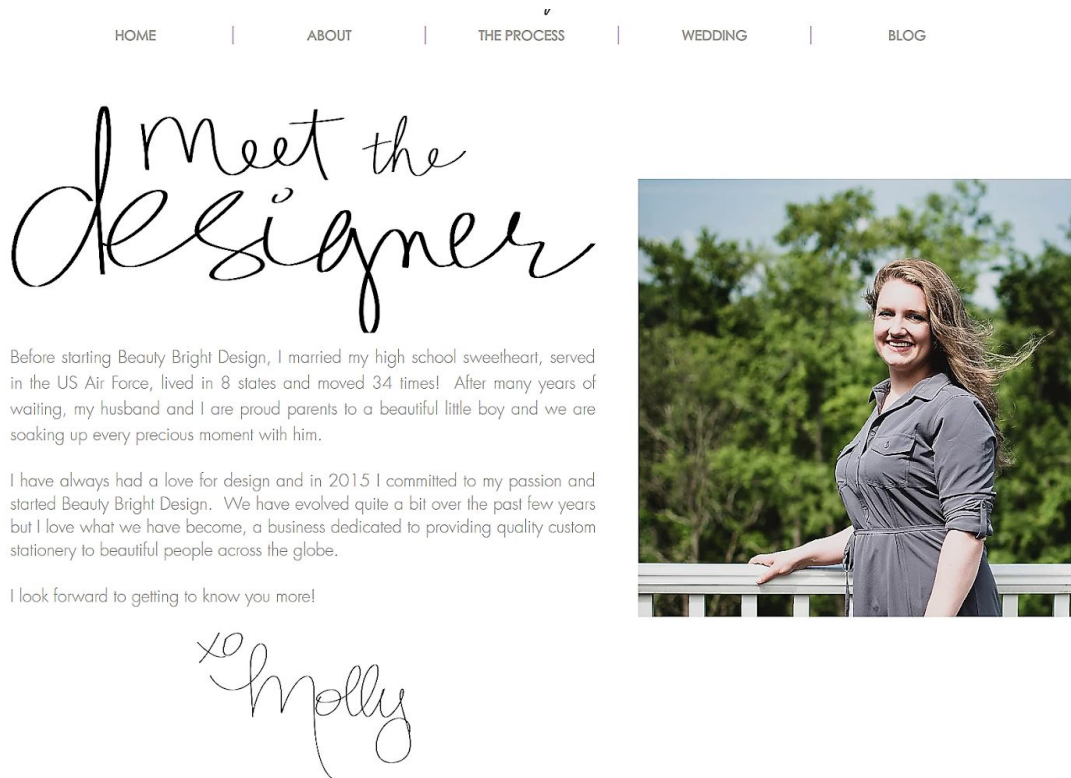 HOME | ABOUT | THE PROCESS | WEDDING | BLOG
Meet the
designer
Before starting Beauty Bright Design, I married my high school sweetheart, served
in the US Air Force, lived in 8 states and moved 34 times!  After many years of
waiting, my husband and I are proud parents to a beautiful little boy and we are
soaking up every precious moment with him.
I have always had a love for design and in 2015 I committed to my passion and
started Beauty Bright Design.  We have evolved quite a bit over the past few years
but I love what we have become, a business dedicated to providing quality custom
stationery to beautiful people across the globe.
I look forward to getting to know you more!
xo
Molly